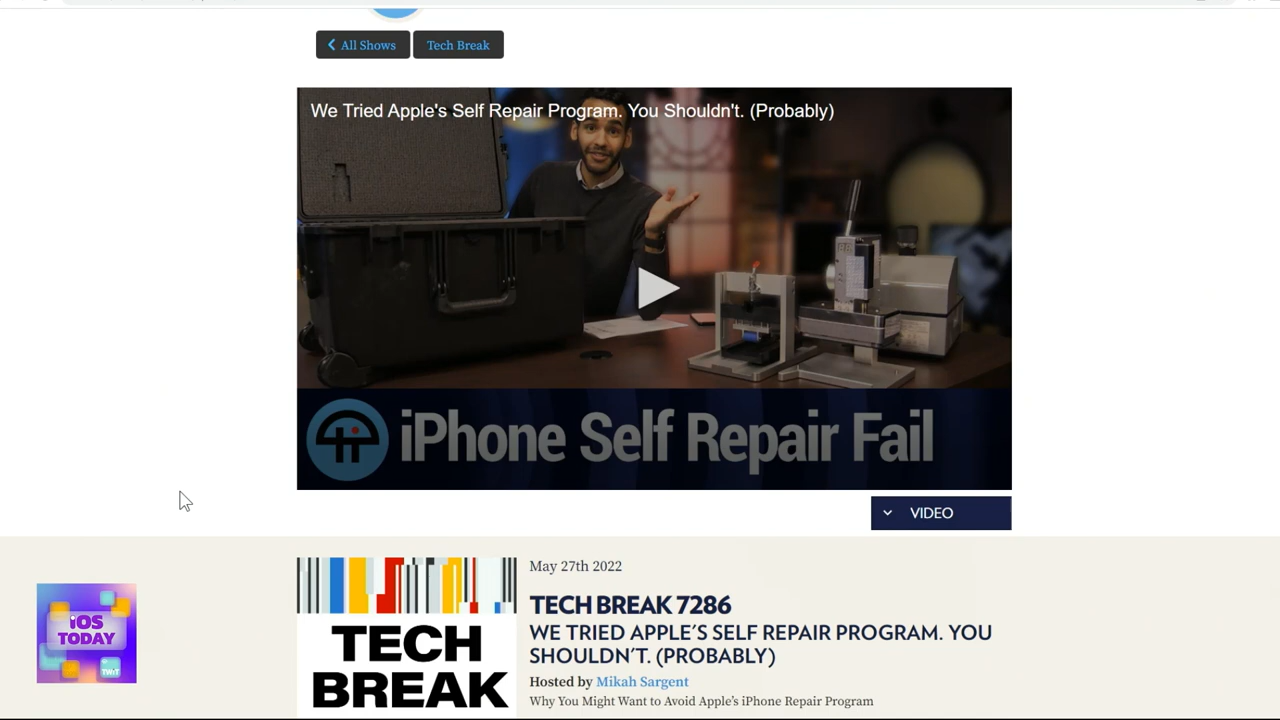 All Shows
Tech Break
We Tried Apple's Self Repair Program. You Shouldn't. (Probably)
iPhone Self Repair Fail
VIDEO
iOS
TODAY
TWiT
TECH
BREAK
May 27th 2022
TECH BREAK 7286
WE TRIED APPLE'S SELF REPAIR PROGRAM. YOU
SHOULDN'T. (PROBABLY)
Hosted by Mikah Sargent
Why You Might Want to Avoid Apple's iPhone Repair Program